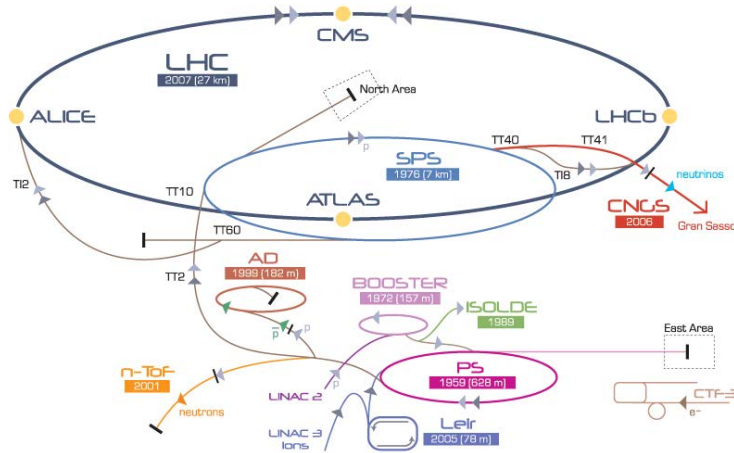 CMS
LHC
2007 (27 km)
North Area
ALICE
LHCb
TT40
TT41
p
SPS
1976 (7 km)
TI8
neutrinos
TI2
TT10
ATLAS
CNGS
2006
Gran Sasso
TT60
AD
1999 (182 m)
TT2
BOOSTER
1972 (157 m)
ISOLDE
1989
East Area
p
p
n-ToF
2001
PS
1959 (628 m)
p
LINAC 2
neutrons
CTF-3
e-
LINAC 3
Ions
Leir
2005 (78 m)